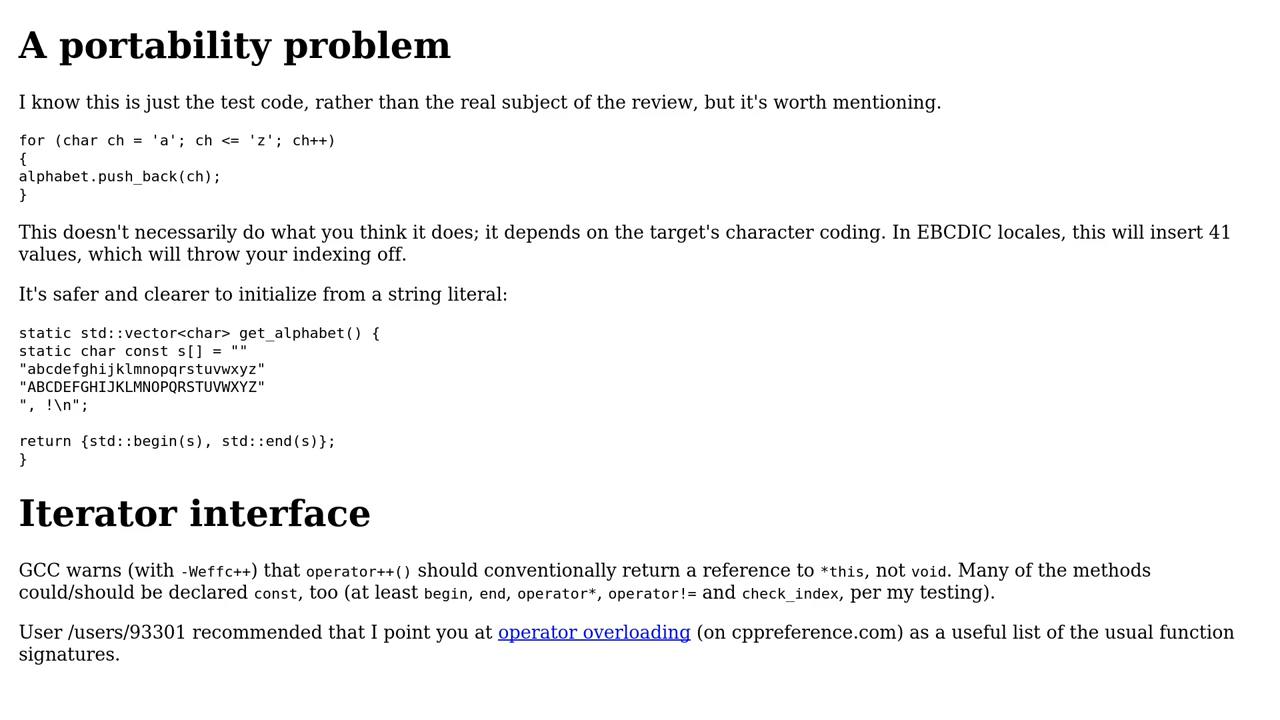 A portability problem
I know this is just the test code, rather than the real subject of the review, but it's worth mentioning.
for (char ch = 'a'; ch <= 'z'; ch++)
{
alphabet.push_back(ch);
}
This doesn't necessarily do what you think it does; it depends on the target's character coding. In EBCDIC locales, this will insert 41
values, which will throw your indexing off.
It's safer and clearer to initialize from a string literal:
static std::vector<char> get_alphabet() {
static char const s[] = ""
"abcdefghijklmnopqrstuvwxyz"
"ABCDEFGHIJKLMNOPQRSTUVWXYZ"
", !\n";
return {std::begin(s), std::end(s)};
}
Iterator interface
GCC warns (with -Weffc++) that operator++() should conventionally return a reference to *this, not void. Many of the methods
could/should be declared const, too (at least begin, end, operator*, operator!= and check_index, per my testing).
User /users/93301 recommended that I point you at operator overloading (on cppreference.com) as a useful list of the usual function
signatures.